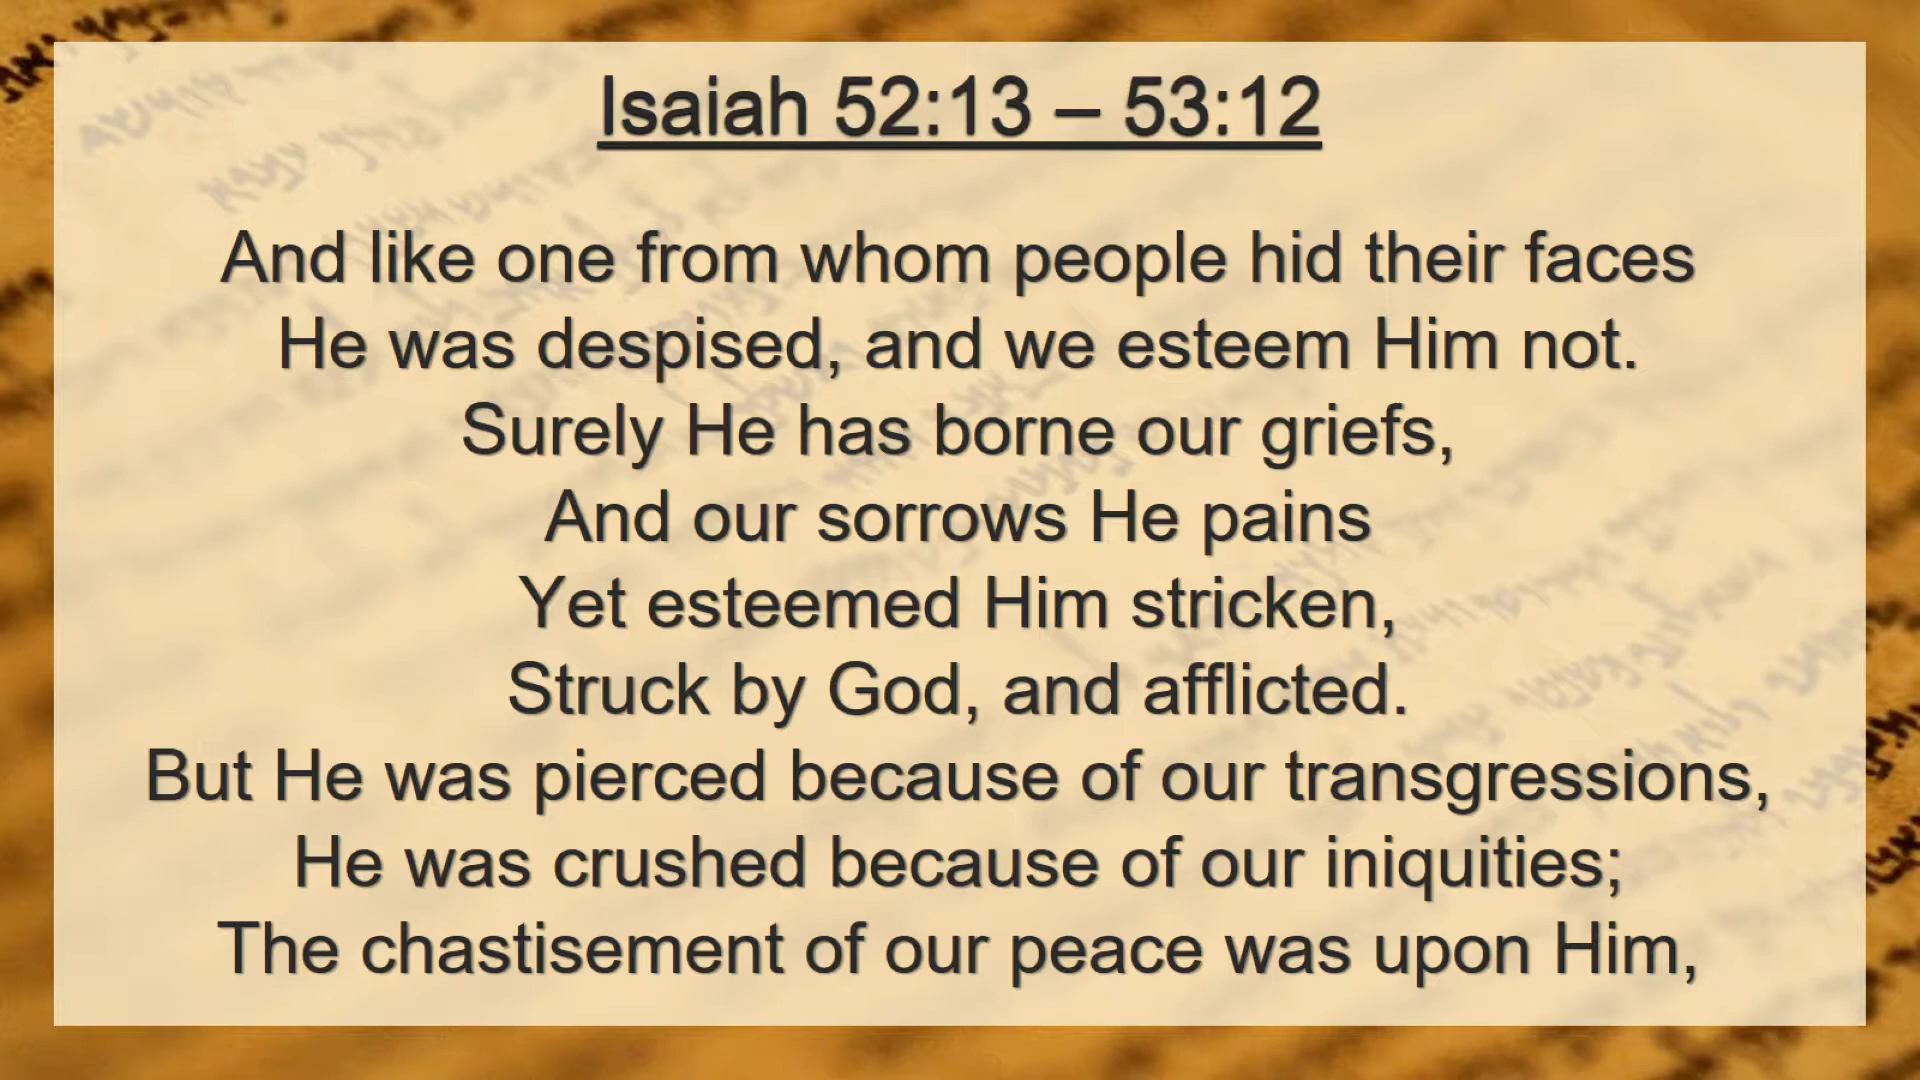 Isaiah 52:13 – 53:12
And like one from whom people hid their faces
He was despised, and we esteem Him not.
Surely He has borne our griefs,
And our sorrows He pains
Yet esteemed Him stricken,
Struck by God, and afflicted.
But He was pierced because of our transgressions,
He was crushed because of our iniquities;
The chastisement of our peace was upon Him,